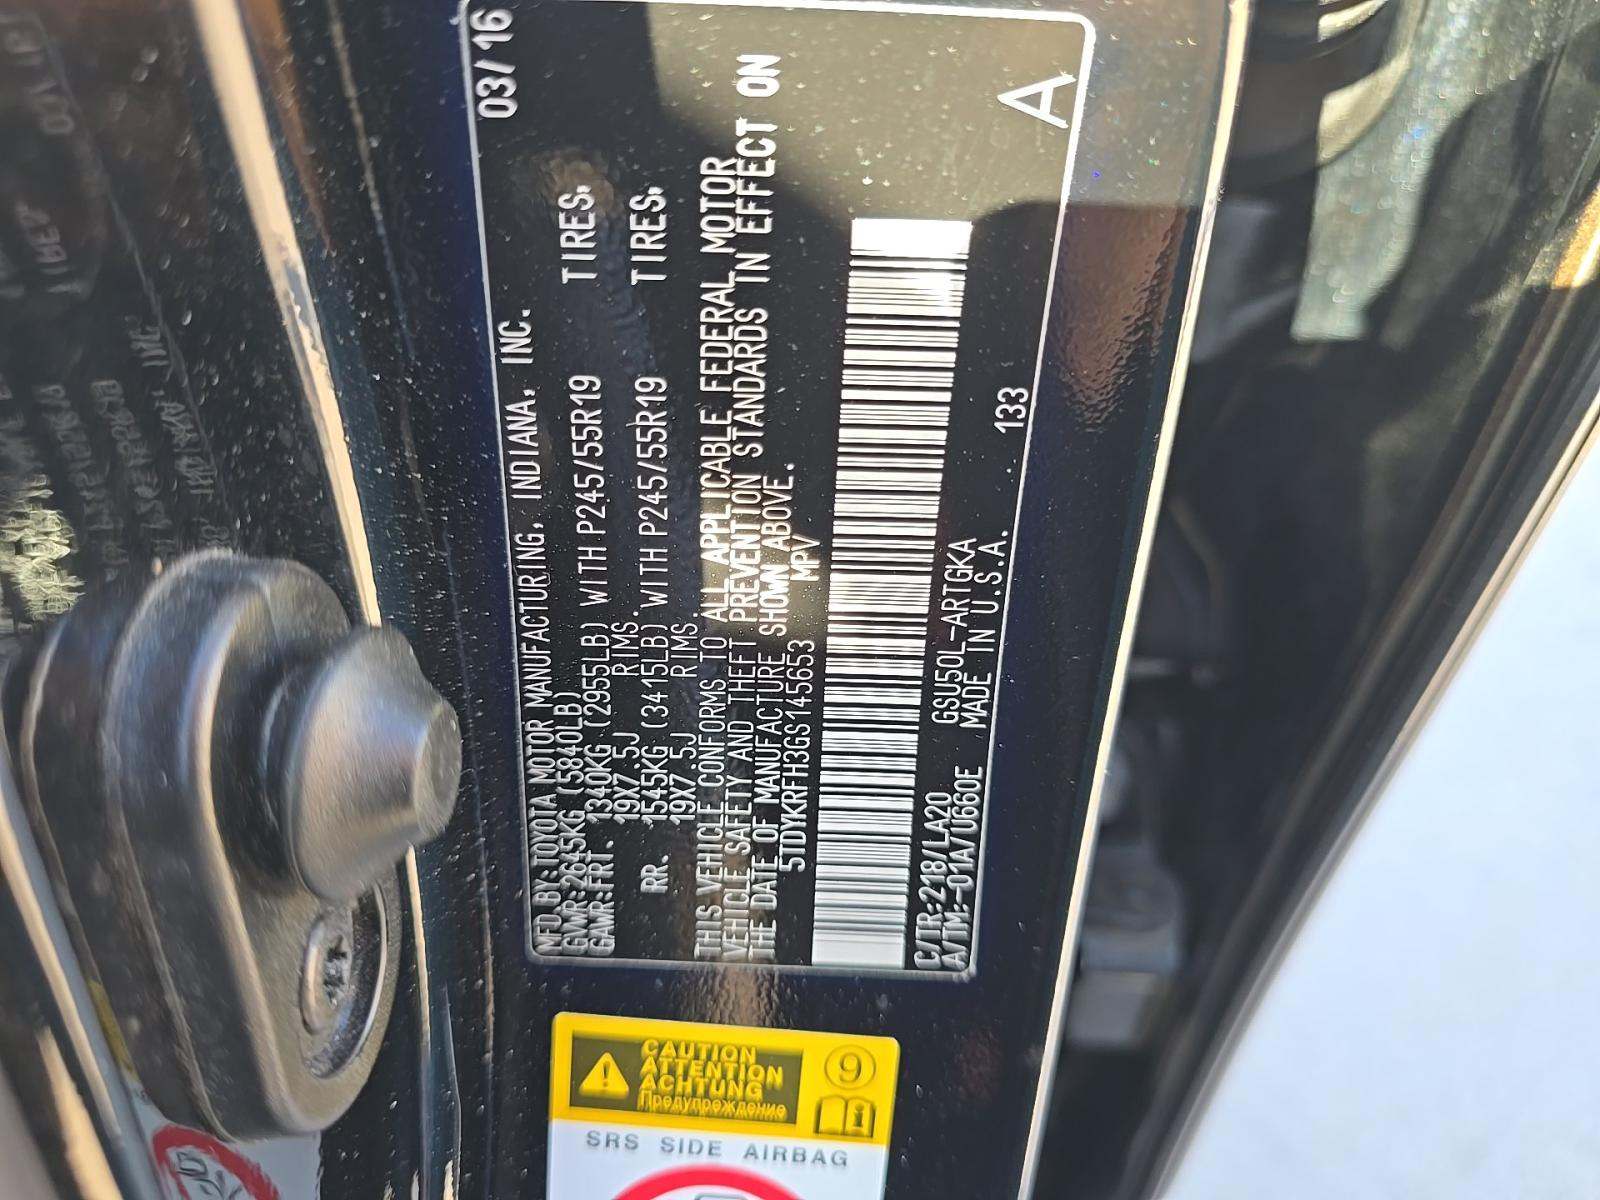 MFD BY:TOYOTA MOTOR MANUFACTURING, INDIANA, INC. 03/16
GVWR:2645KG (5840LB)
GAWR:FRT. 1340KG (2955LB) WITH P245/55R19 TIRES,
19X7.5J RIMS.
RR. 1545KG (3415LB) WITH P245/55R19 TIRES,
19X7.5J RIMS.
THIS VEHICLE CONFORMS TO ALL APPLICABLE FEDERAL MOTOR
VEHICLE SAFETY AND THEFT PREVENTION STANDARDS IN EFFECT ON
THE DATE OF MANUFACTURE SHOWN ABOVE.
5TDYKRFH3GS145653 MPV
C/TR:218/LA20 GSU50L-ARTGKA
A/TM:-01A/U660E MADE IN U.S.A. 133
A
CAUTION
ATTENTION
ACHTUNG
Предупреждение
9
i
SRS SIDE AIRBAG